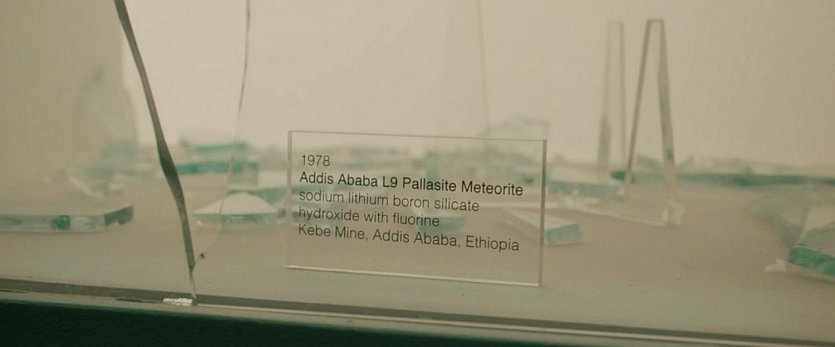 1978
Addis Ababa L9 Pallasite Meteorite
sodium lithium boron silicate
hydroxide with fluorine
Kebe Mine, Addis Ababa, Ethiopia